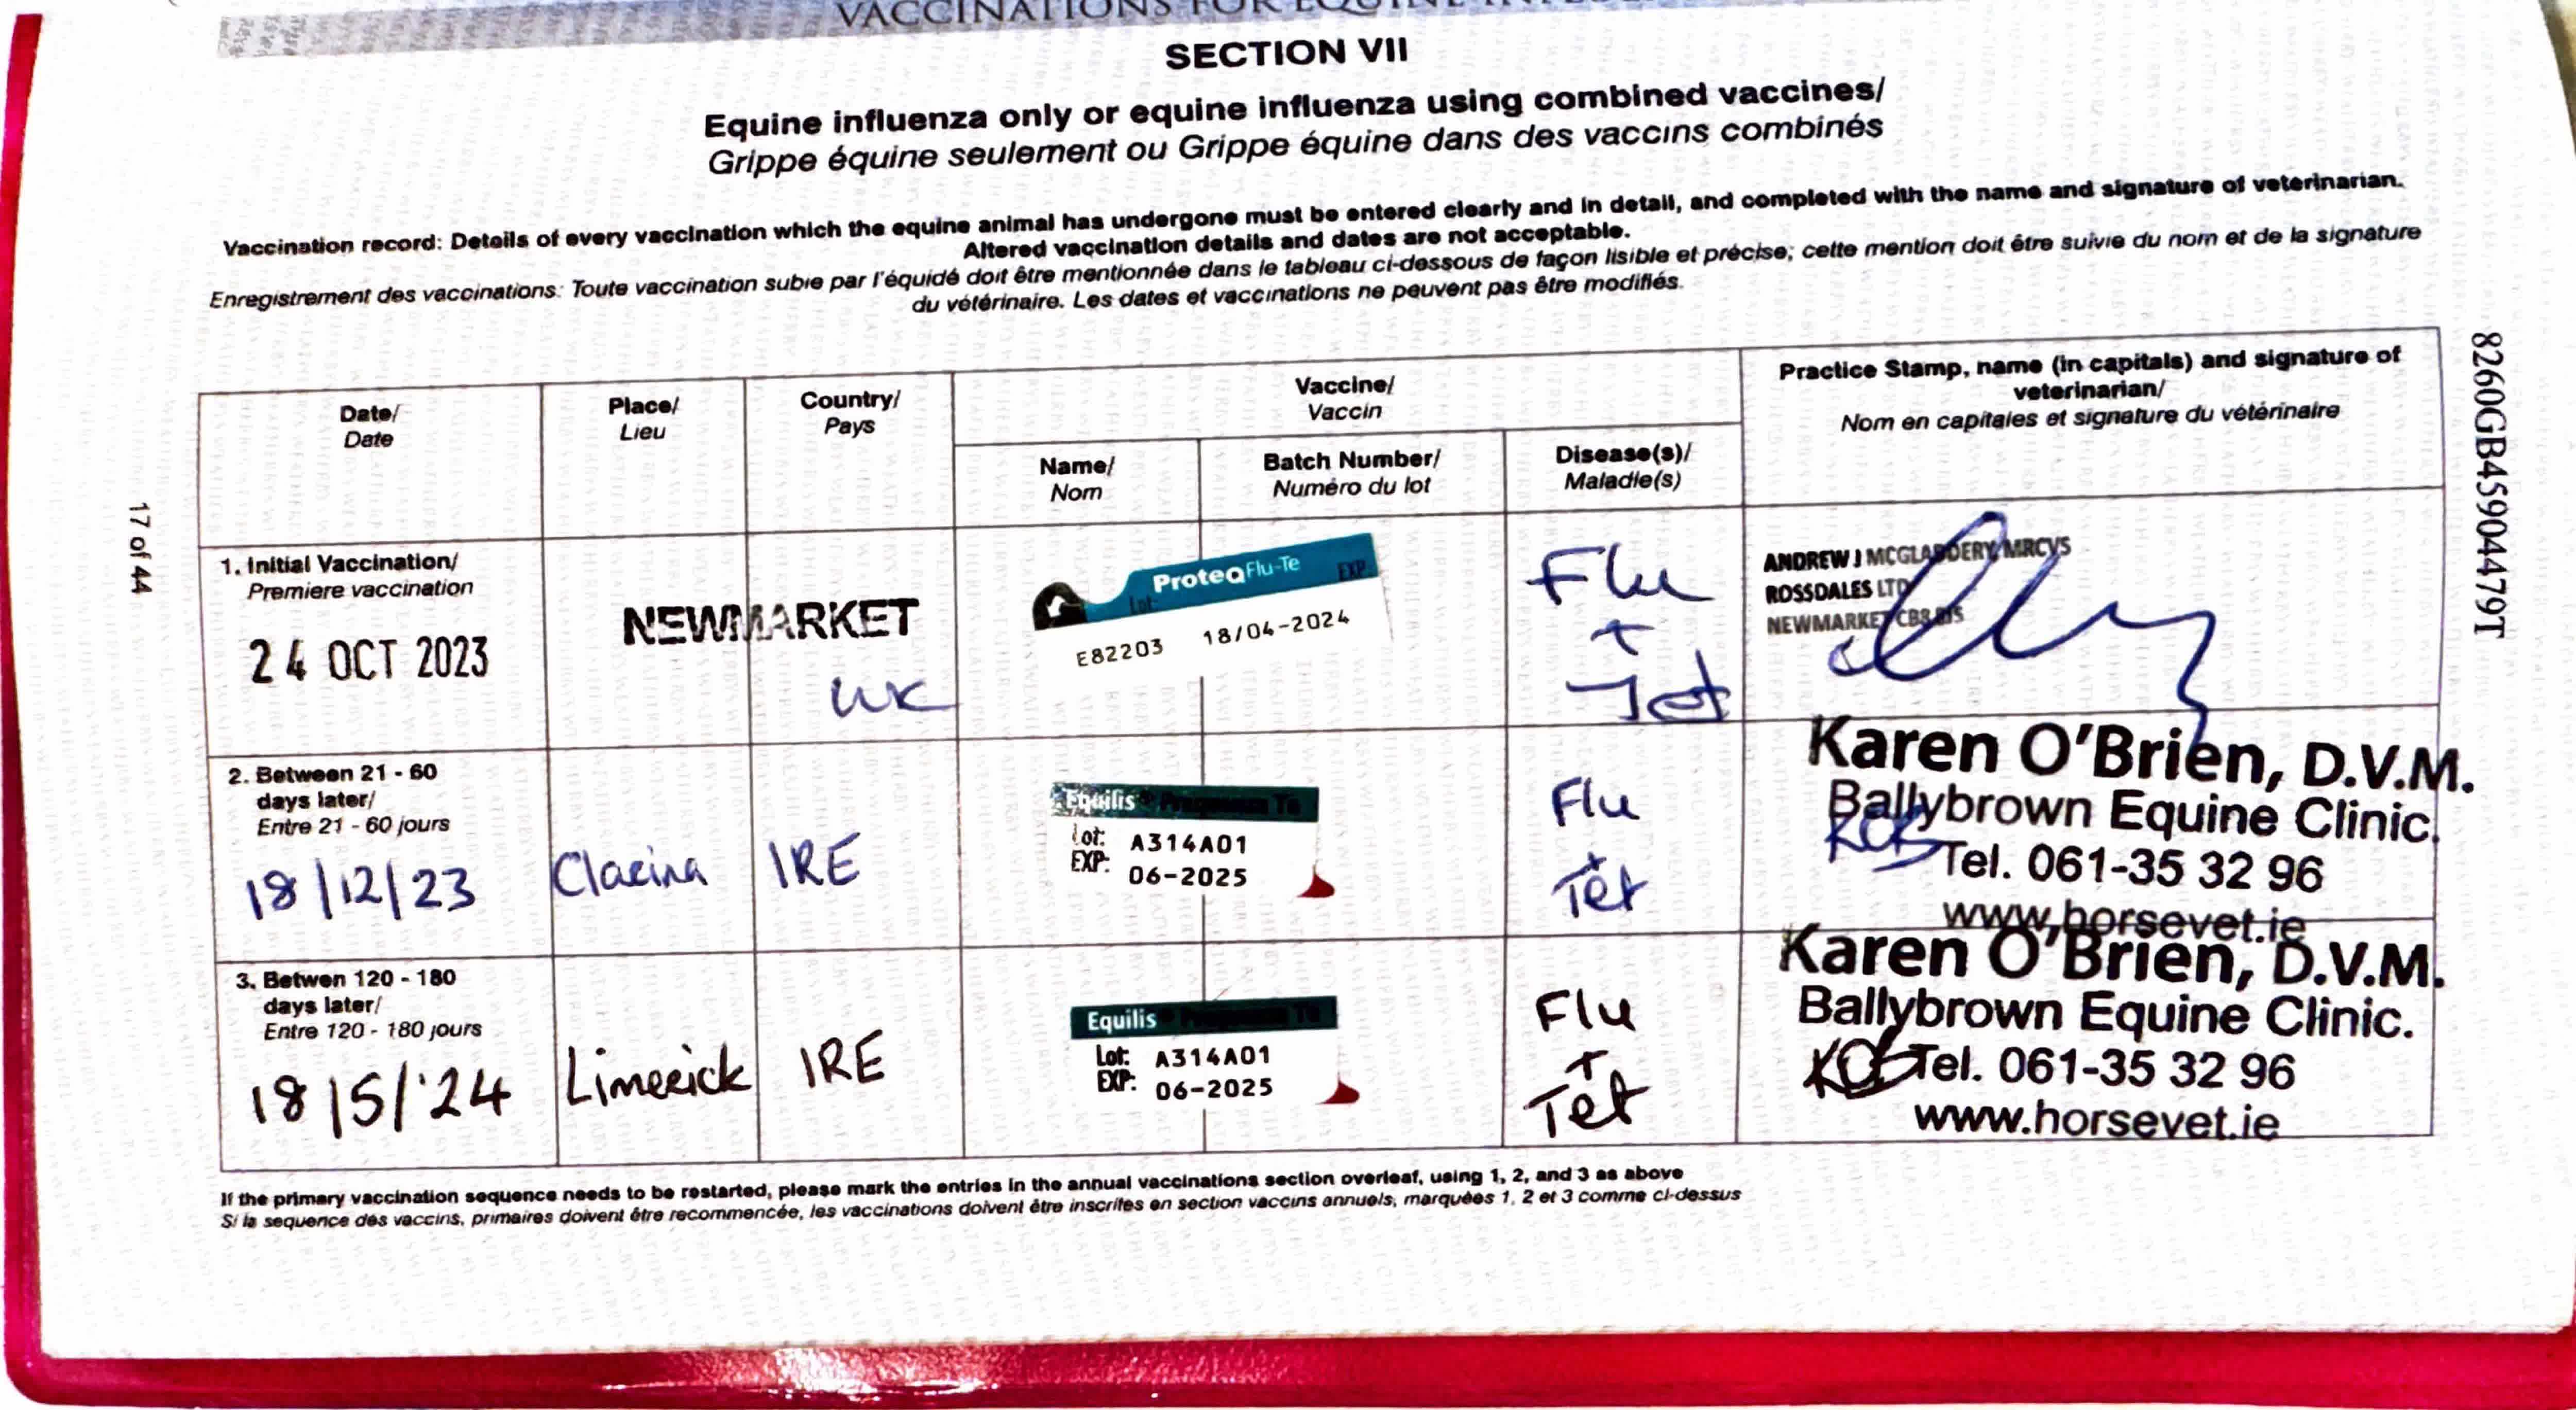 VACCINATIONS FOR EQUINE
SECTION VII
Equine influenza only or equine influenza using combined vaccines/
Grippe équine seulement ou Grippe équine dans des vaccins combinés
Vaccination record: Details of every vaccination which the equine animal has undergone must be entered clearly and in detail, and completed with the name and signature of veterinarian.
Altered vaccination details and dates are not acceptable.
Enregistrement des vaccinations: Toute vaccination subie par l'équidé doit être mentionnée dans le tableau ci-dessous de façon lisible et précise; cette mention doit être suivie du nom et de la signature
du vétérinaire. Les dates et vaccinations ne peuvent pas être modifiés.
Date/
Date
Place/
Lieu
Country/
Pays
Vaccine/
Vaccin
Name/
Nom
Batch Number/
Numéro du lot
Disease(s)/
Maladie(s)
Practice Stamp, name (in capitals) and signature of
veterinarian/
Nom en capitales et signature du vétérinaire
1. Initial Vaccination/
Premiere vaccination
24 OCT 2023
NEWMARKET
UK
ProteqFlu-Te EXP:
Lot:
E82203 18/04-2024
Flu
+
Tet
ANDREW J MCGLADDERY MRCVS
ROSSDALES LTD
NEWMARKET CB8
2. Between 21 - 60
days later/
Entre 21 - 60 jours
18/12/23
Clarina
IRE
Equilis Te
Lot: A314A01
EXP: 06-2025
Flu
+
Tet
Karen O'Brien, D.V.M.
Ballybrown Equine Clinic.
KOB
Tel. 061-35 32 96
www.horsevet.ie
3. Betwen 120 - 180
days later/
Entre 120 - 180 jours
18/5/'24
Limerick
IRE
Equilis Te
Lot: A314A01
EXP: 06-2025
Flu
+
Tet
Karen O'Brien, D.V.M.
Ballybrown Equine Clinic.
KOB Tel. 061-35 32 96
www.horsevet.ie
If the primary vaccination sequence needs to be restarted, please mark the entries in the annual vaccinations section overleaf, using 1, 2, and 3 as above
Si la sequence des vaccins, primaires doivent être recommencée, les vaccinations doivent être inscrites en section vaccins annuels, marquées 1, 2 et 3 comme ci-dessus
17 of 44
8260GB45904479T